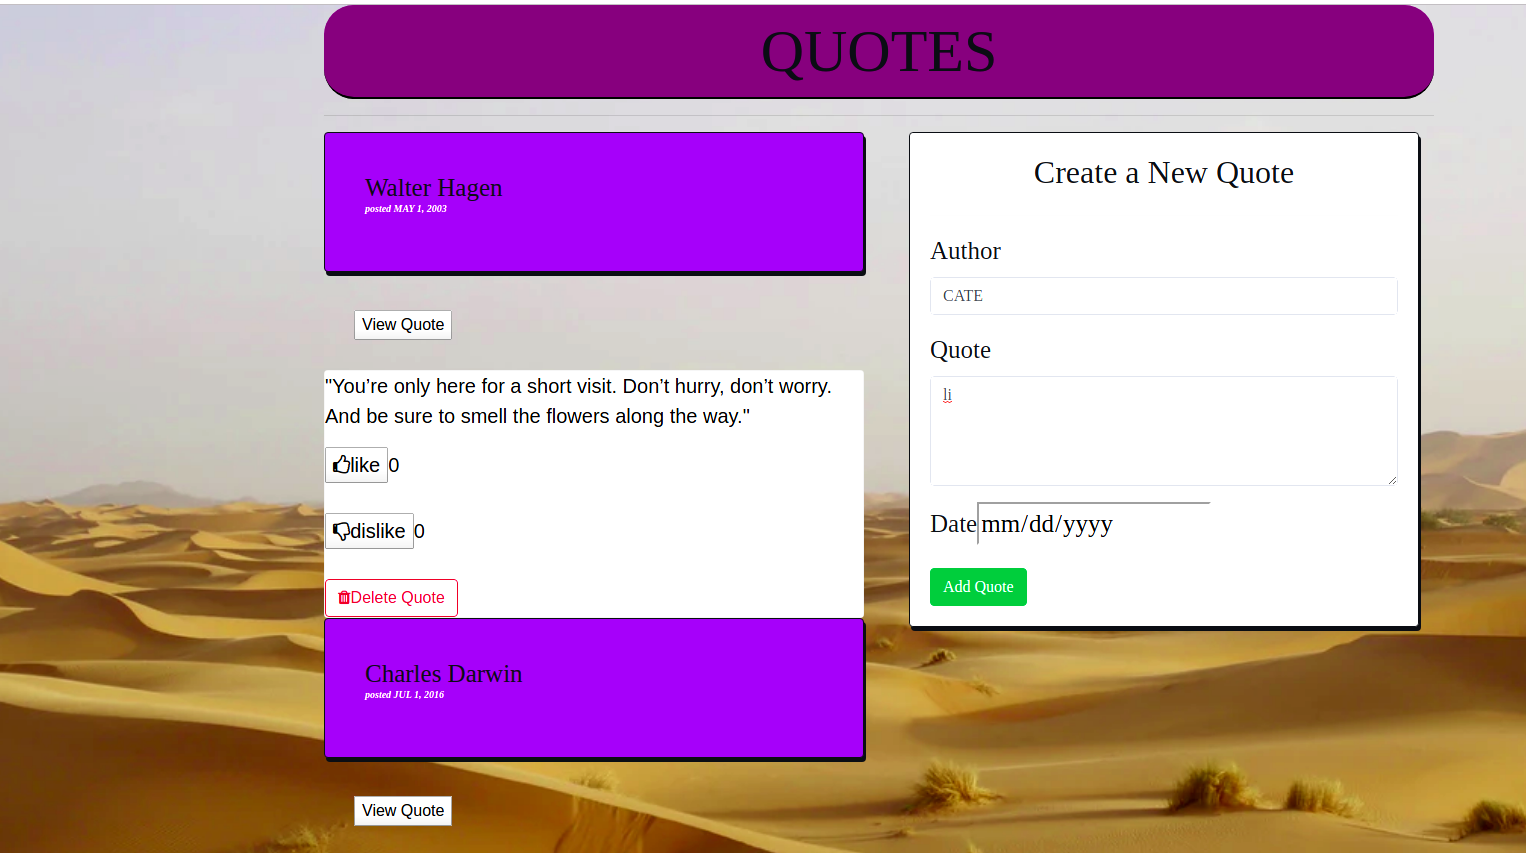 QUOTES
Walter Hagen
posted MAY 1, 2003
View Quote
"You’re only here for a short visit. Don’t hurry, don’t worry.
And be sure to smell the flowers along the way."
like 0
dislike 0
Delete Quote
Charles Darwin
posted JUL 1, 2016
View Quote
Create a New Quote
Author
CATE
Quote
li
Date mm/dd/yyyy
Add Quote